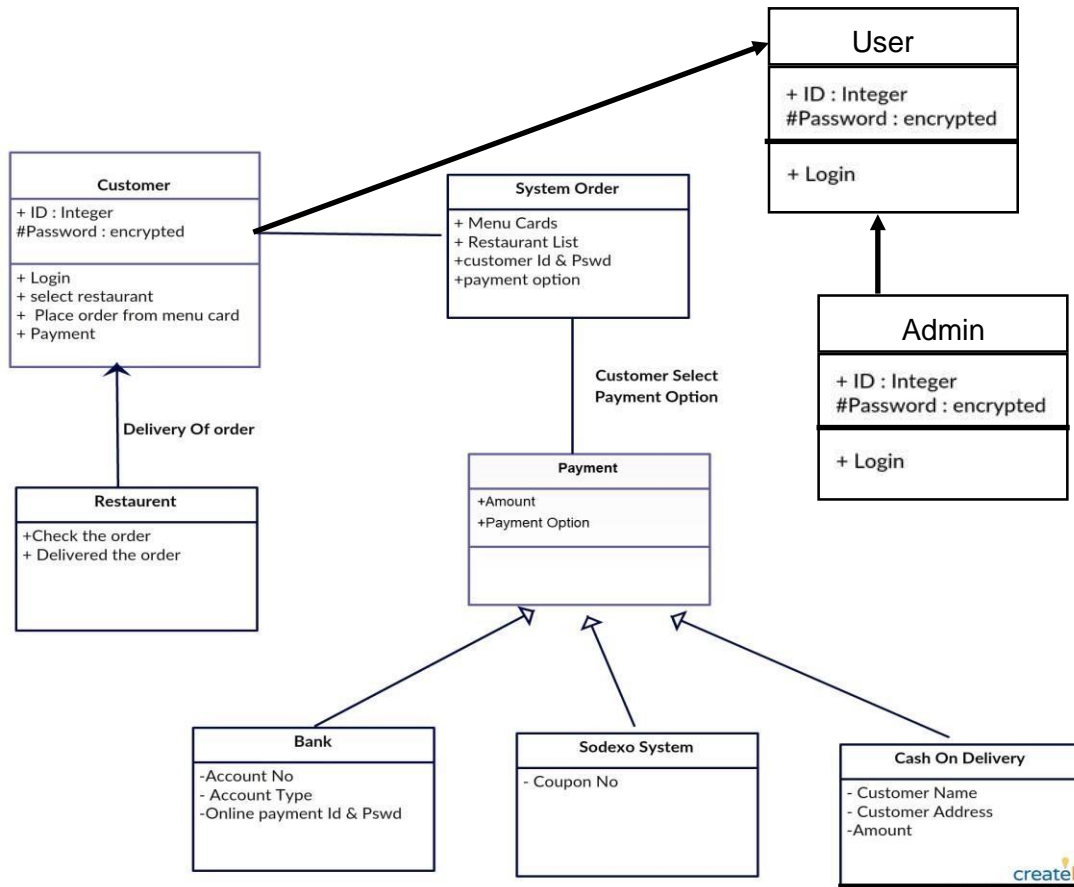 User
+ ID : Integer
#Password : encrypted
+ Login
Customer
+ ID : Integer
#Password : encrypted
+ Login
+ select restaurant
+ Place order from menu card
+ Payment
System Order
+ Menu Cards
+ Restaurant List
+customer Id & Pswd
+payment option
Admin
+ ID : Integer
#Password : encrypted
+ Login
Customer Select
Payment Option
Delivery Of order
Payment
+Amount
+Payment Option
Restaurent
+Check the order
+ Delivered the order
Bank
-Account No
- Account Type
-Online payment Id & Pswd
Sodexo System
- Coupon No
Cash On Delivery
- Customer Name
- Customer Address
-Amount
create